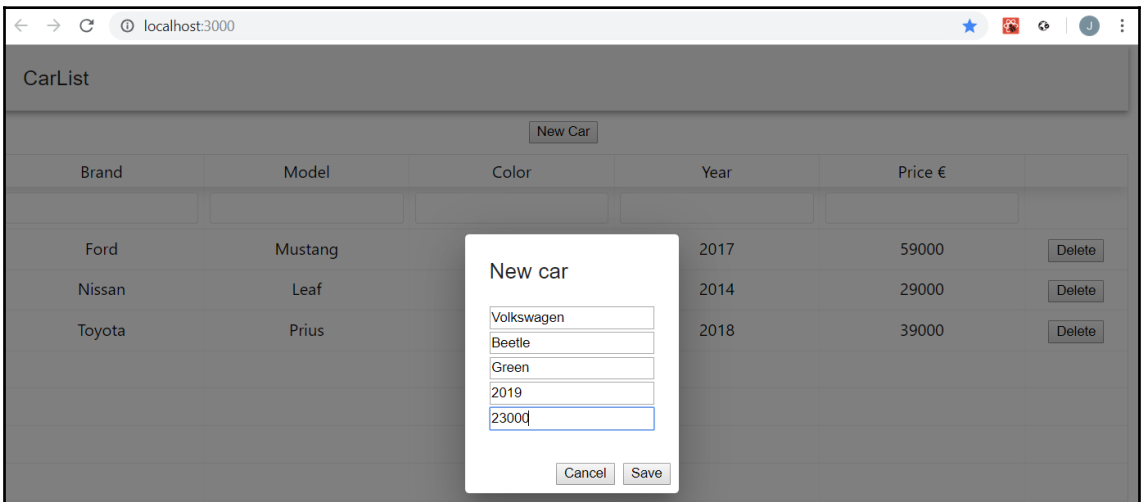 localhost:3000
J
CarList
New Car
Brand Model Color Year Price €
Ford Mustang 2017 59000 Delete
Nissan Leaf 2014 29000 Delete
Toyota Prius 2018 39000 Delete
New car
Volkswagen
Beetle
Green
2019
23000
Cancel Save